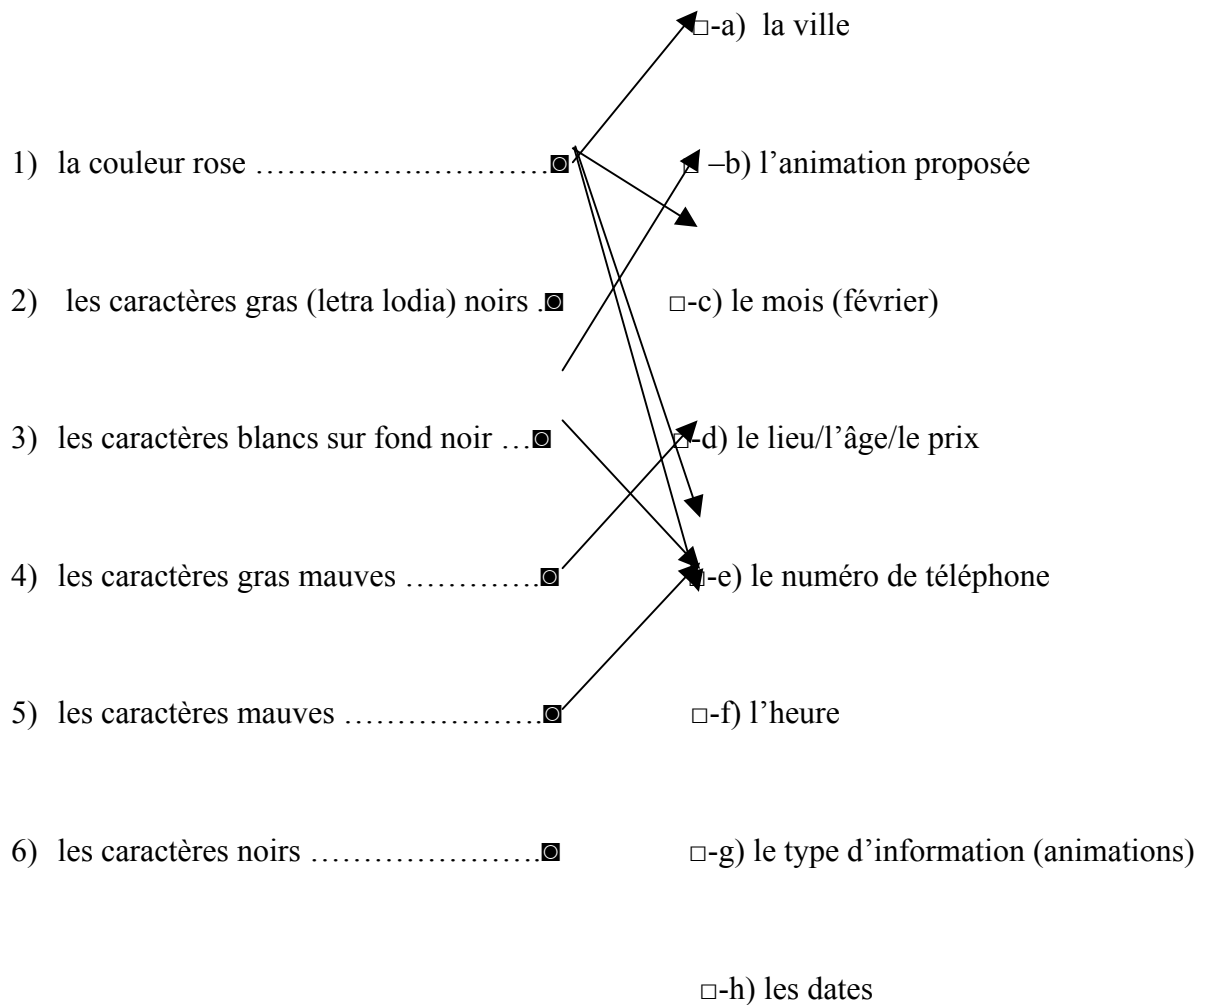 □-a) la ville
1) la couleur rose …………….…………◙ □ –b) l’animation proposée
2) les caractères gras (letra lodia) noirs .◙ □-c) le mois (février)
3) les caractères blancs sur fond noir …◙ □-d) le lieu/l’âge/le prix
4) les caractères gras mauves ………….◙ □-e) le numéro de téléphone
5) les caractères mauves ……………….◙ □-f) l’heure
6) les caractères noirs ………………….◙ □-g) le type d’information (animations)
□-h) les dates